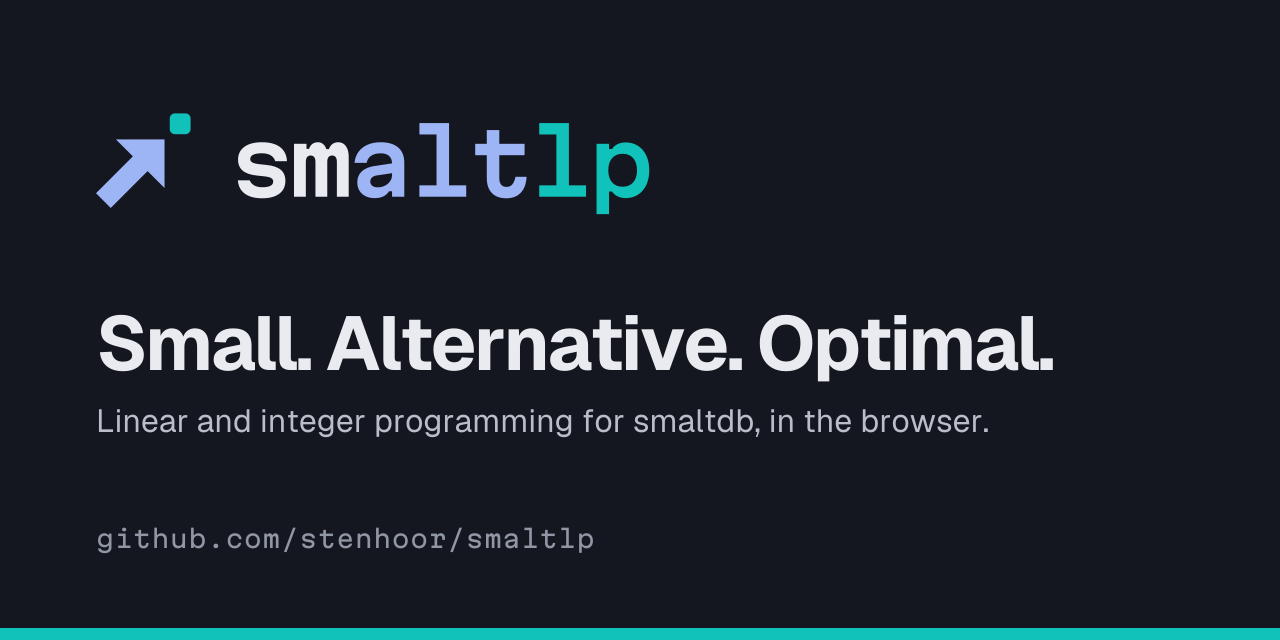 smaltlp
Small. Alternative. Optimal.
Linear and integer programming for smaltdb, in the browser.
github.com/stenhoor/smaltlp